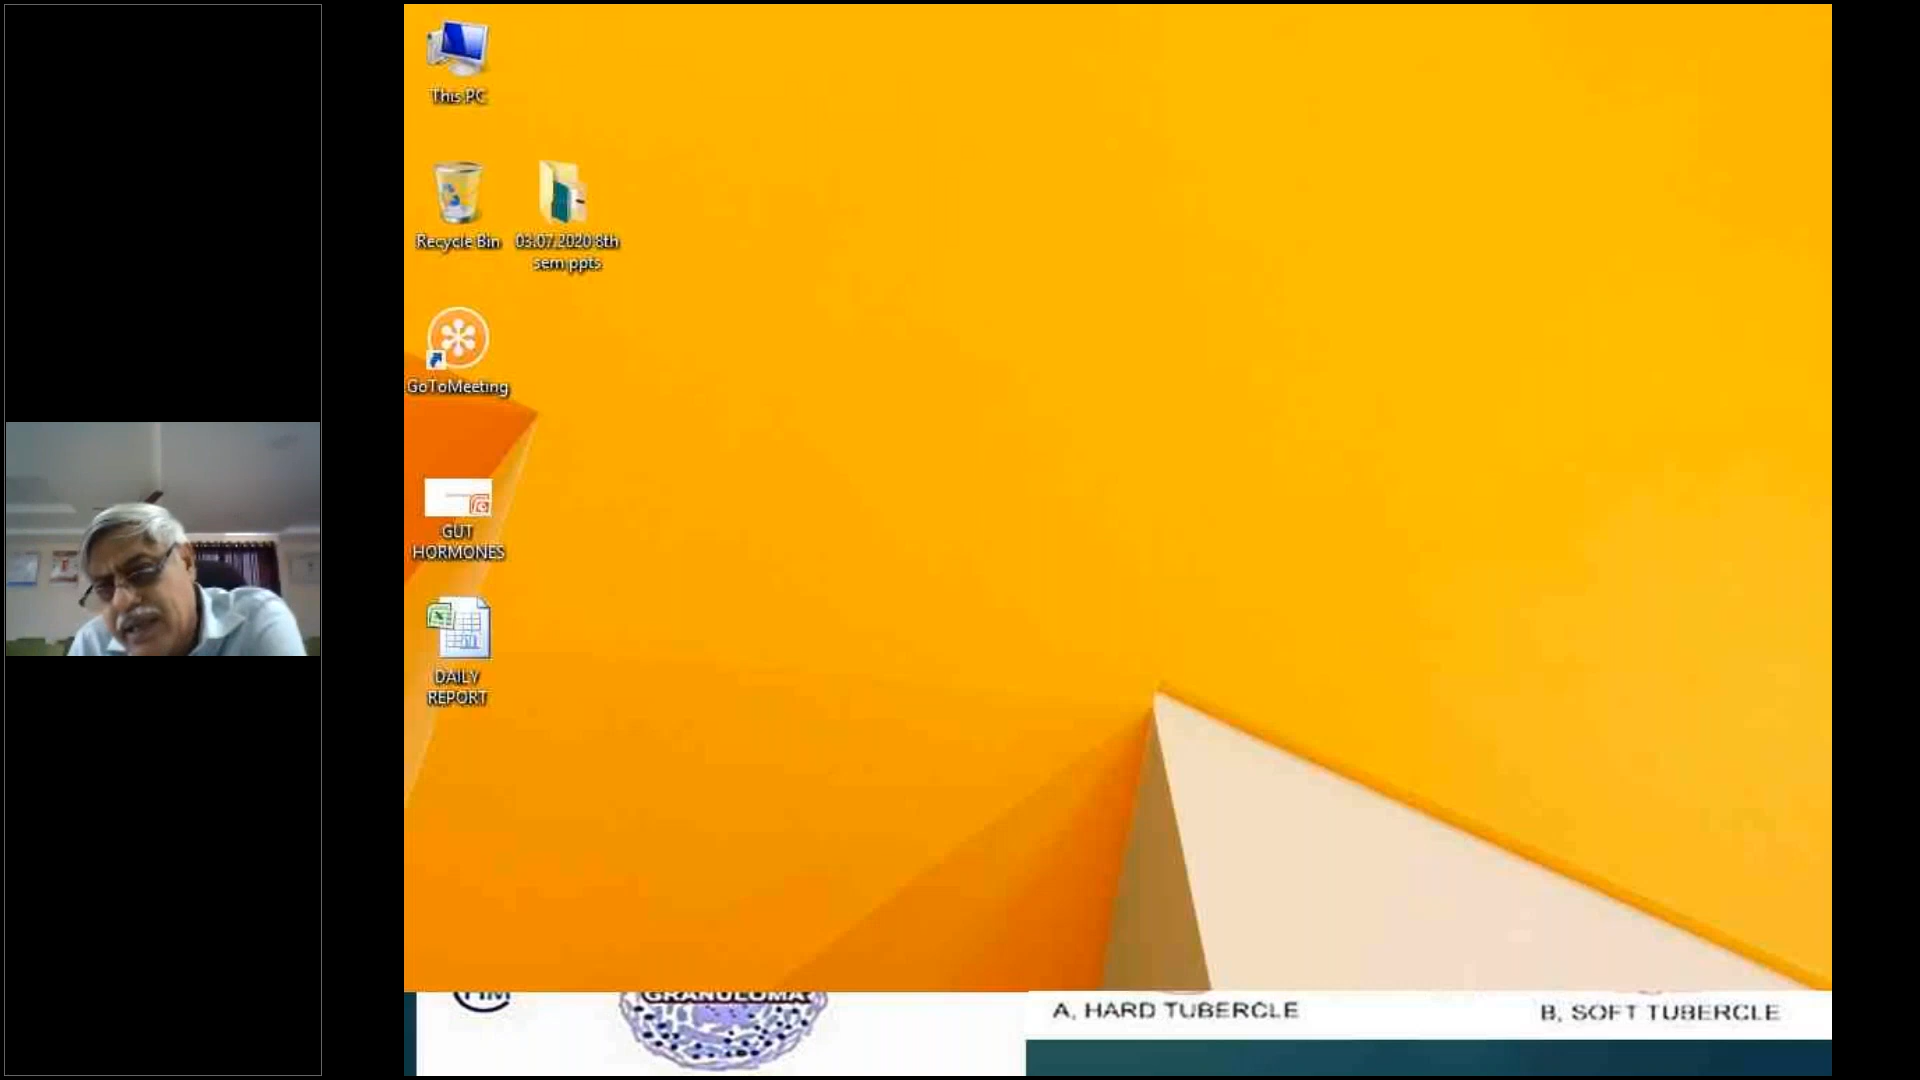 This PC
Recycle Bin
03.07.2020 8th
sem ppts
GoToMeeting
GUT
HORMONES
DAILY
REPORT
GRANULOMA
A, HARD TUBERCLE
B, SOFT TUBERCLE